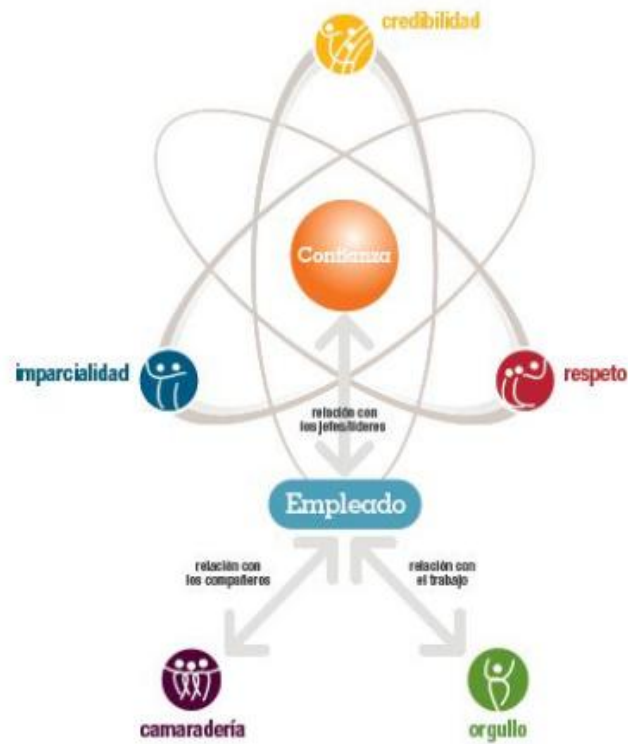 credibilidad
Confianza
imparcialidad
respeto
relación con
los jefes/líderes
Empleado
relación con
los compañeros
relación con
el trabajo
camaradería
orgullo